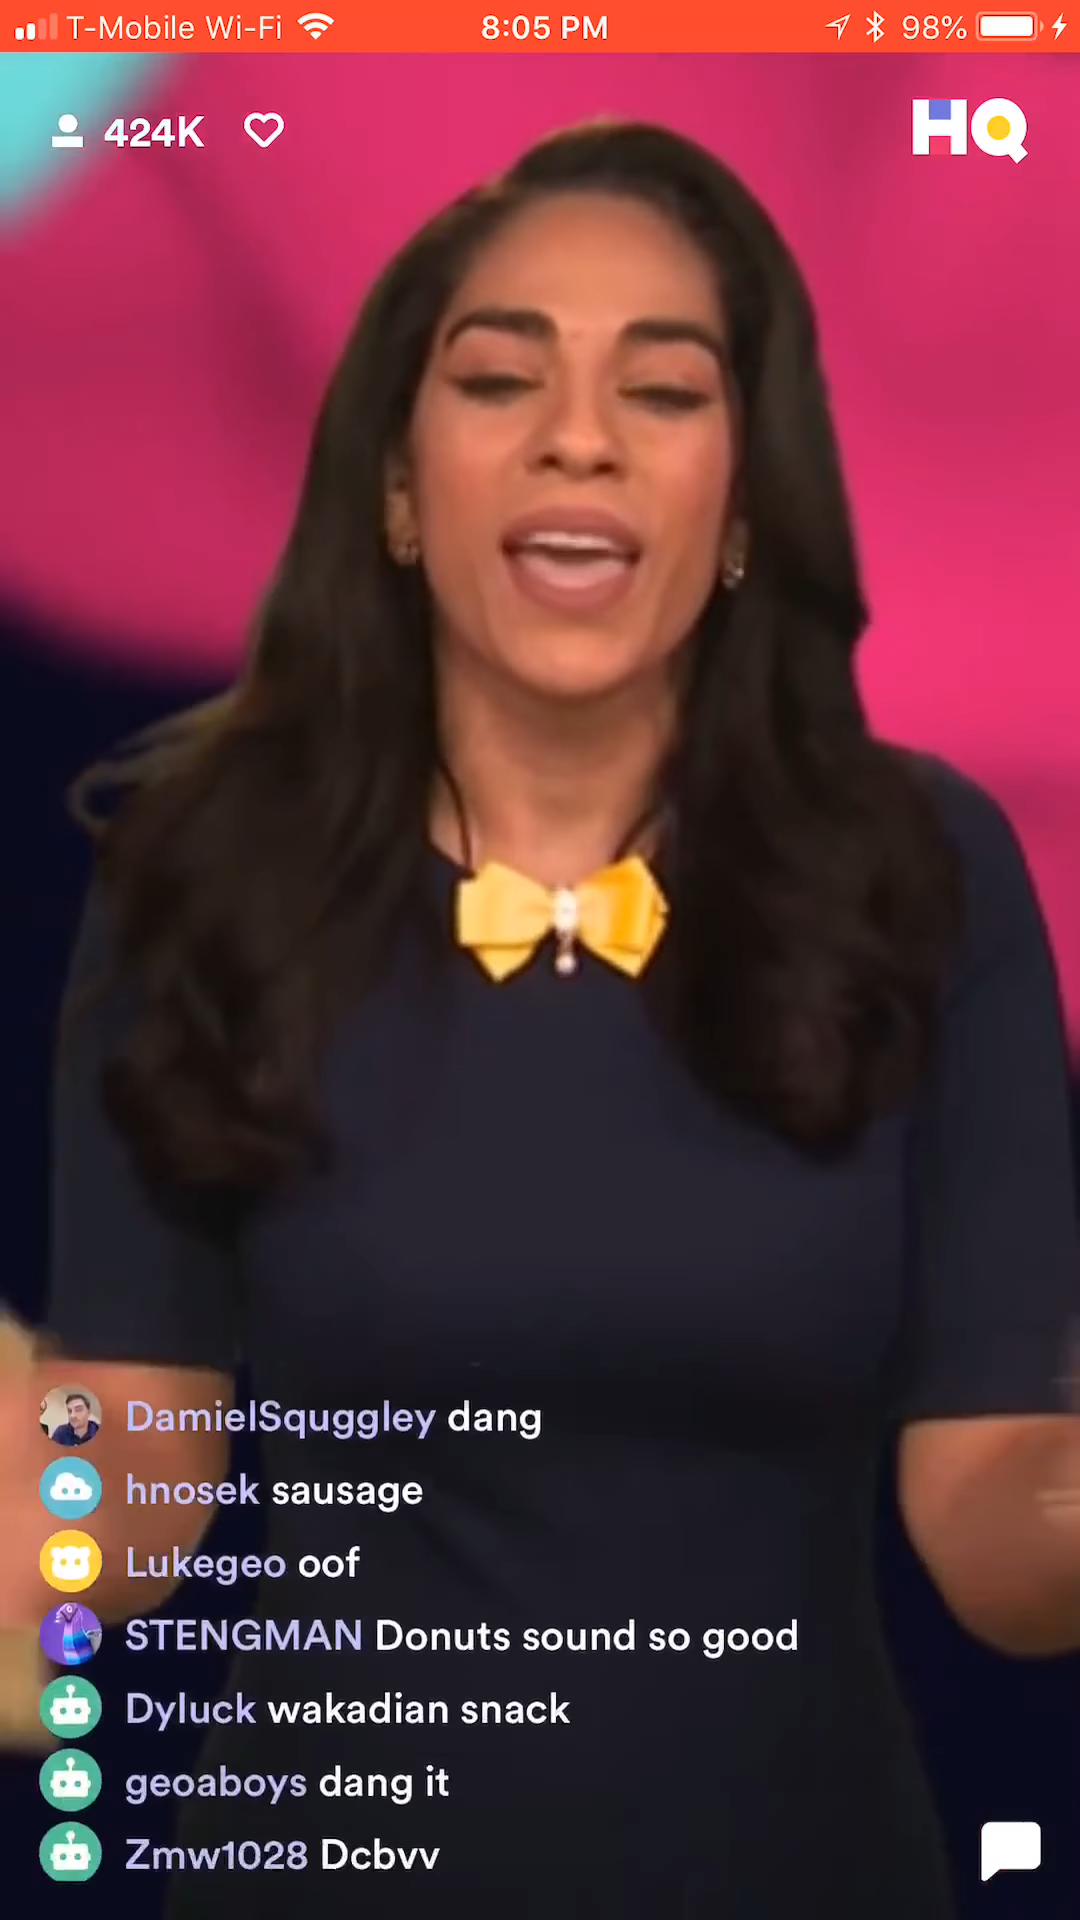 T-Mobile Wi-Fi 8:05 PM 98%
424K HQ
DamielSquggley dang
hnosek sausage
Lukegeo oof
STENGMAN Donuts sound so good
Dyluck wakadian snack
geoaboys dang it
Zmw1028 Dcbvv